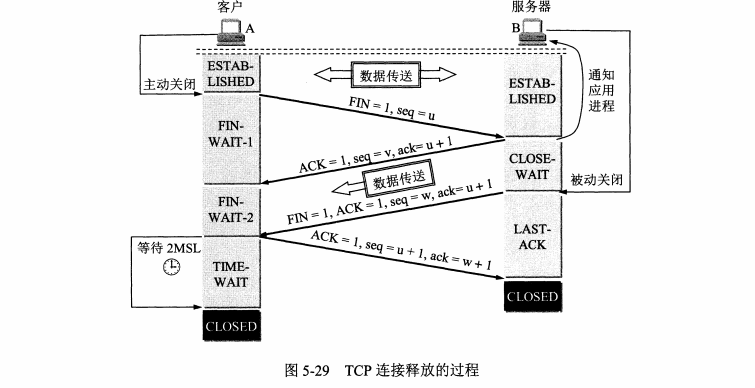 客户
服务器
A
B
ESTAB-
LISHED
数据传送
ESTAB-
LISHED
通知
应用
进程
主动关闭
FIN = 1, seq = u
FIN-
WAIT-1
ACK = 1, seq = v, ack= u + 1
CLOSE-
WAIT
数据传送
被动关闭
FIN-
WAIT-2
FIN = 1, ACK = 1, seq = w, ack= u + 1
LAST-
ACK
等待 2MSL
ACK = 1, seq = u + 1, ack = w + 1
TIME-
WAIT
CLOSED
CLOSED
图 5-29 TCP 连接释放的过程